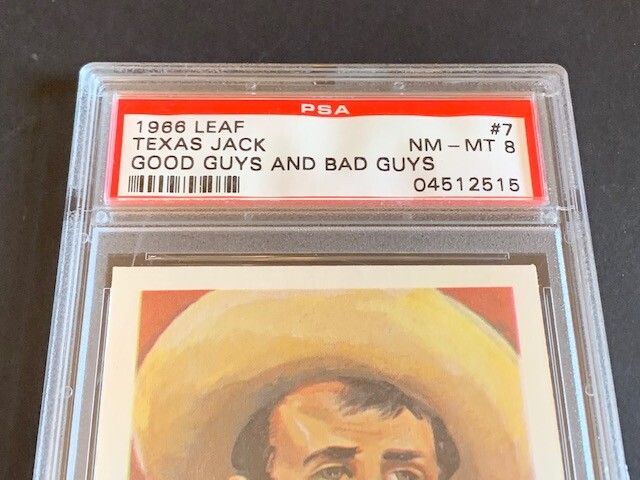 PSA
1966 LEAF #7
TEXAS JACK NM - MT 8
GOOD GUYS AND BAD GUYS
04512515